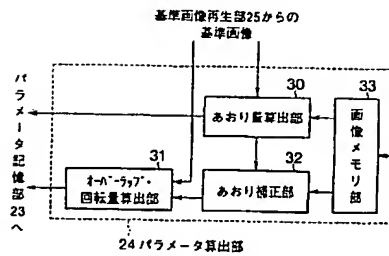 基準画像再生部25からの
基準画像
パラメータ記憶部23へ
30
あおり量算出部
33
画像メモリ部
31
オーバーラップ・
回転量算出部
32
あおり補正部
24 パラメータ算出部